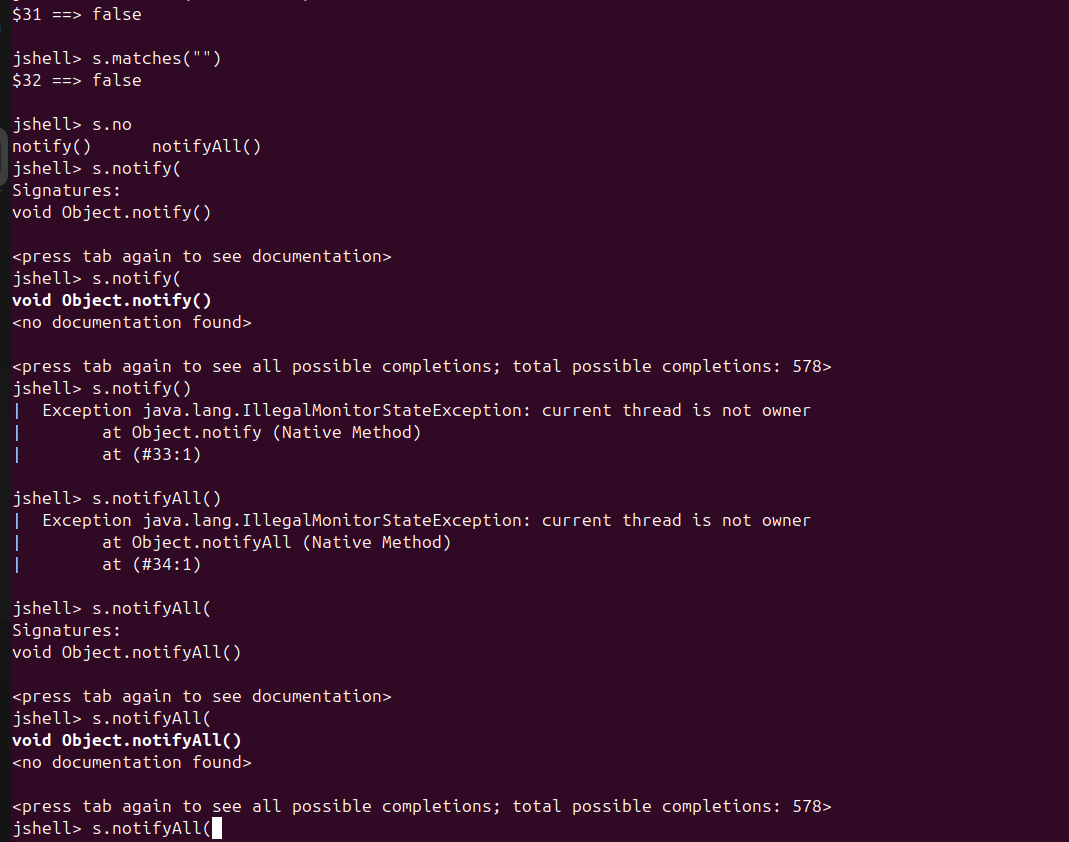 $31 ==> false
jshell> s.matches("")
$32 ==> false
jshell> s.no
notify()      notifyAll()
jshell> s.notify(
Signatures:
void Object.notify()
<press tab again to see documentation>
jshell> s.notify(
void Object.notify()
<no documentation found>
<press tab again to see all possible completions; total possible completions: 578>
jshell> s.notify()
|  Exception java.lang.IllegalMonitorStateException: current thread is not owner
|        at Object.notify (Native Method)
|        at (#33:1)
jshell> s.notifyAll()
|  Exception java.lang.IllegalMonitorStateException: current thread is not owner
|        at Object.notifyAll (Native Method)
|        at (#34:1)
jshell> s.notifyAll(
Signatures:
void Object.notifyAll()
<press tab again to see documentation>
jshell> s.notifyAll(
void Object.notifyAll()
<no documentation found>
<press tab again to see all possible completions; total possible completions: 578>
jshell> s.notifyAll(